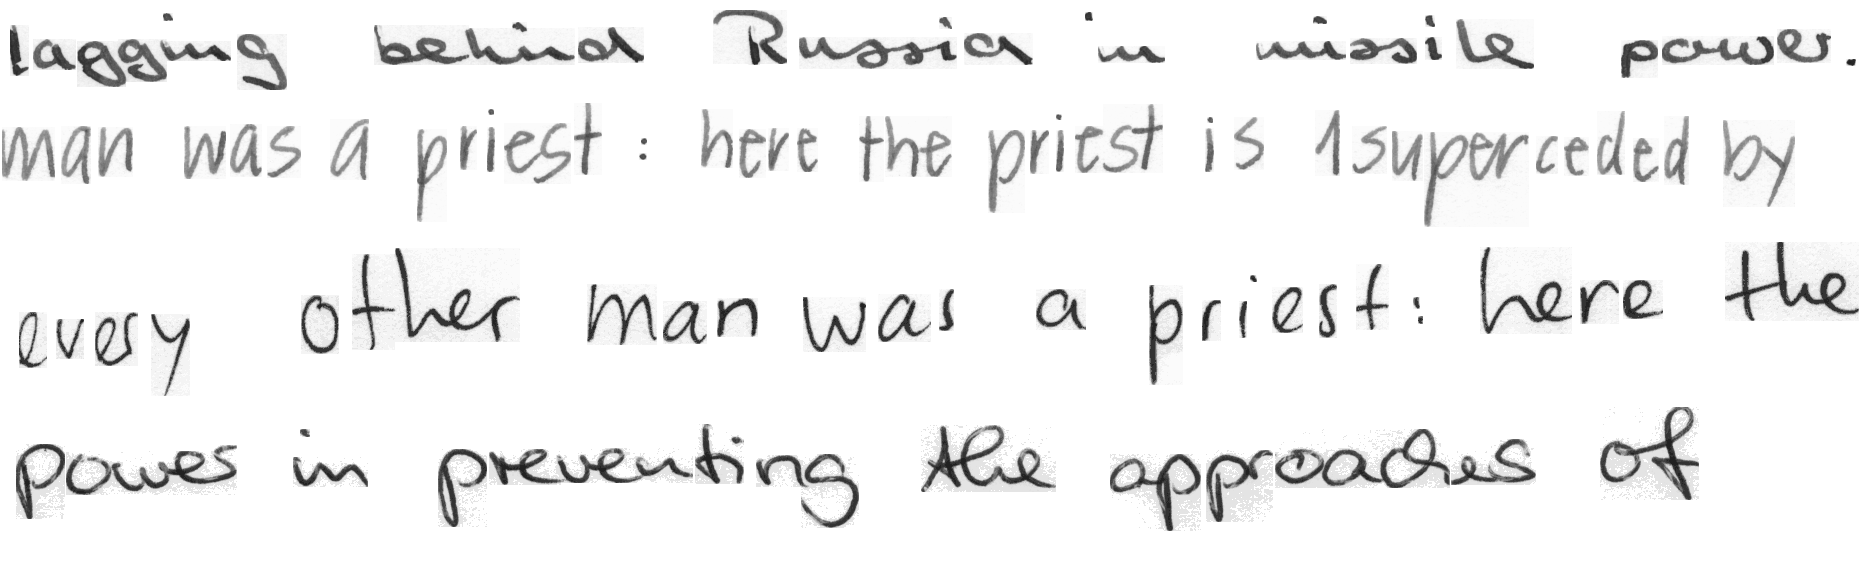 lagging behind Russia in missile power.
man was a priest : here the priest is 1superceded by
every other man was a priest : here the
power in preventing the approaches of